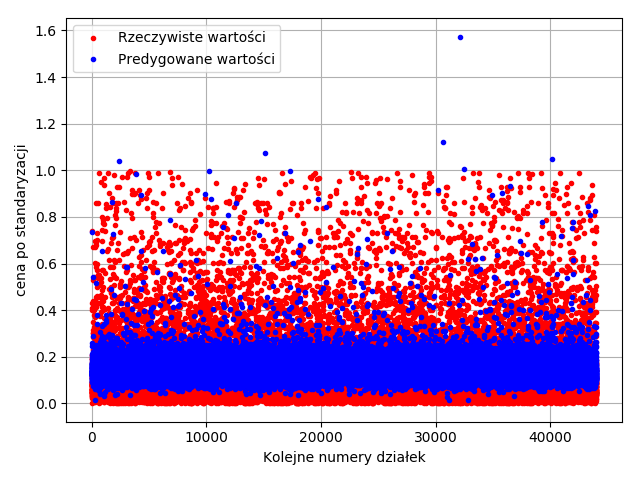 Rzeczywiste wartości
Predygowane wartości
cena po standaryzacji
1.6
1.4
1.2
1.0
0.8
0.6
0.4
0.2
0.0
0 10000 20000 30000 40000
Kolejne numery działek